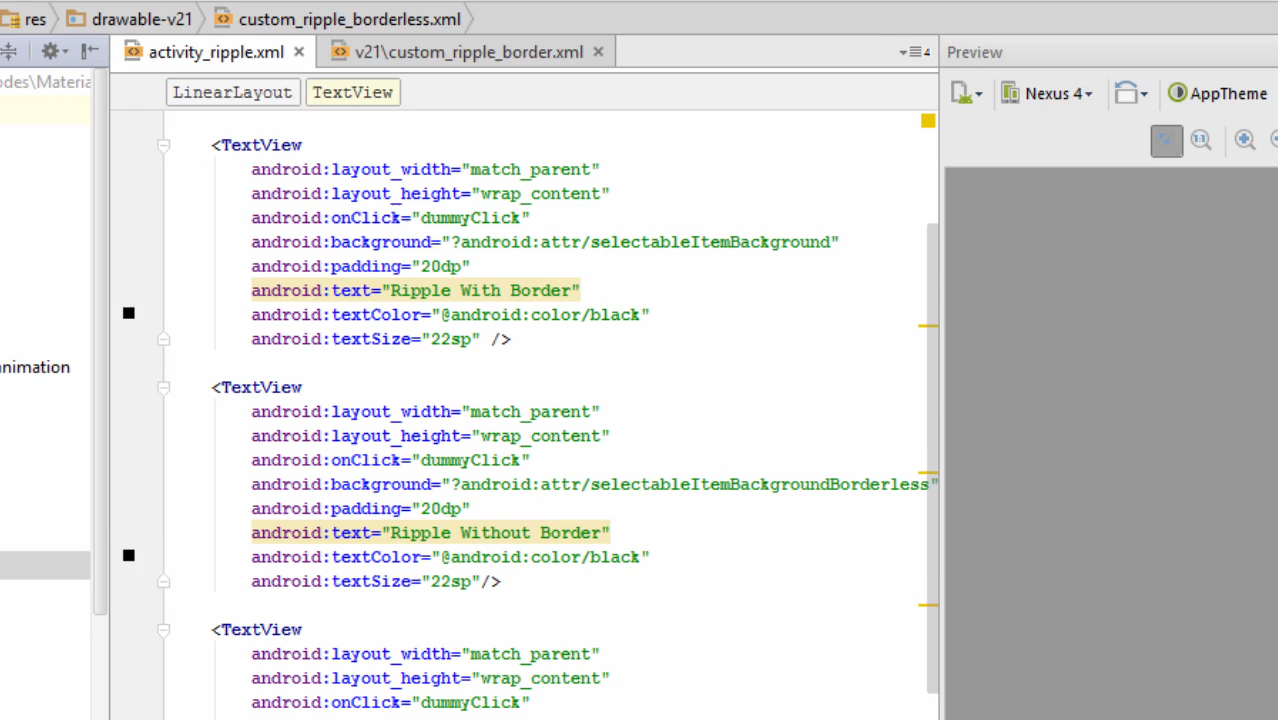 res drawable-v21 custom_ripple_borderless.xml
activity_ripple.xml v21\custom_ripple_border.xml 4 Preview
odes\Materia
LinearLayout TextView Nexus 4 AppTheme
1:1
<TextView
android:layout_width="match_parent"
android:layout_height="wrap_content"
android:onClick="dummyClick"
android:background="?android:attr/selectableItemBackground"
android:padding="20dp"
android:text="Ripple With Border"
android:textColor="@android:color/black"
android:textSize="22sp" />
nimation
<TextView
android:layout_width="match_parent"
android:layout_height="wrap_content"
android:onClick="dummyClick"
android:background="?android:attr/selectableItemBackgroundBorderless"
android:padding="20dp"
android:text="Ripple Without Border"
android:textColor="@android:color/black"
android:textSize="22sp"/>
<TextView
android:layout_width="match_parent"
android:layout_height="wrap_content"
android:onClick="dummyClick"